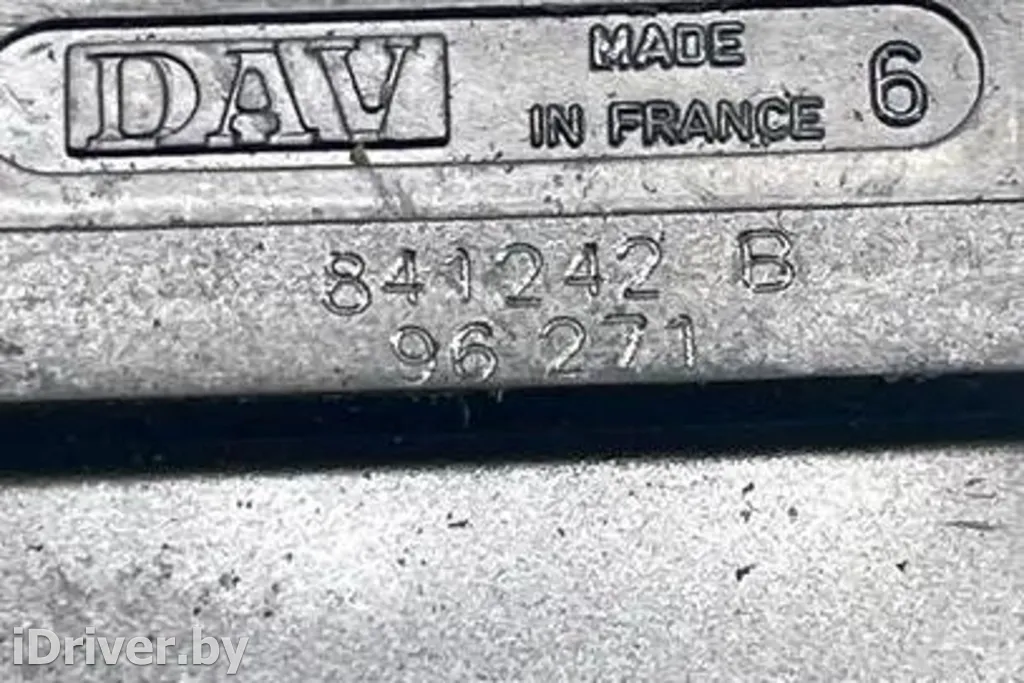 DAV
MADE
IN FRANCE
6
841242 B
96 271
iDriver.by